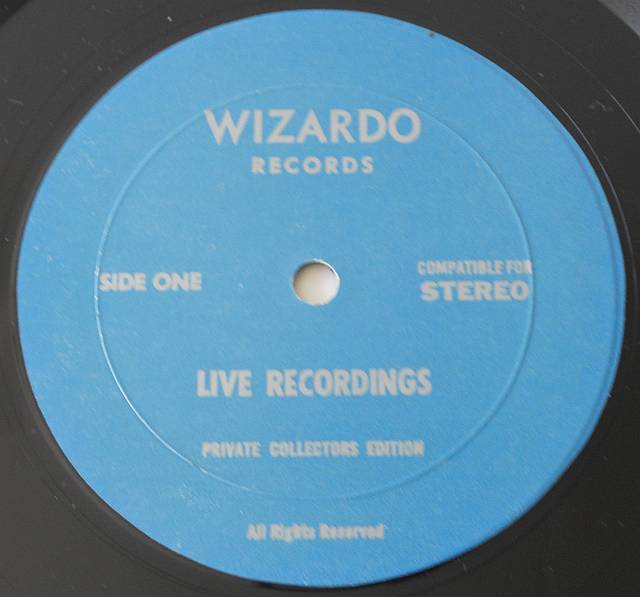 WIZARDO
RECORDS
SIDE ONE
COMPATIBLE FOR
STEREO
LIVE RECORDINGS
PRIVATE COLLECTORS EDITION
All Rights Reserved